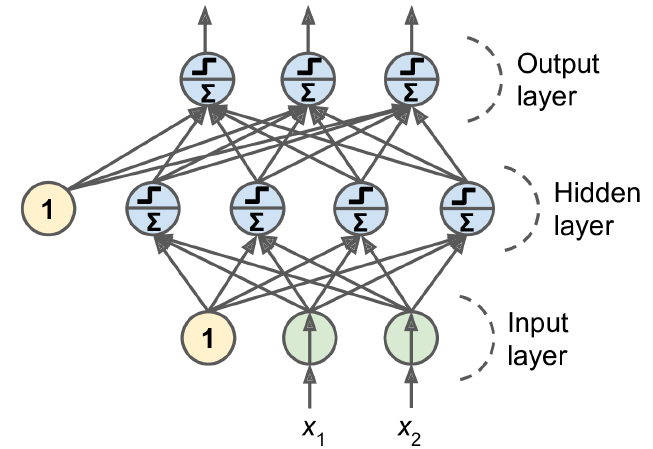 Σ Σ Σ
Output
layer
1 Σ Σ Σ Σ
Hidden
layer
1
Input
layer
x1 x2